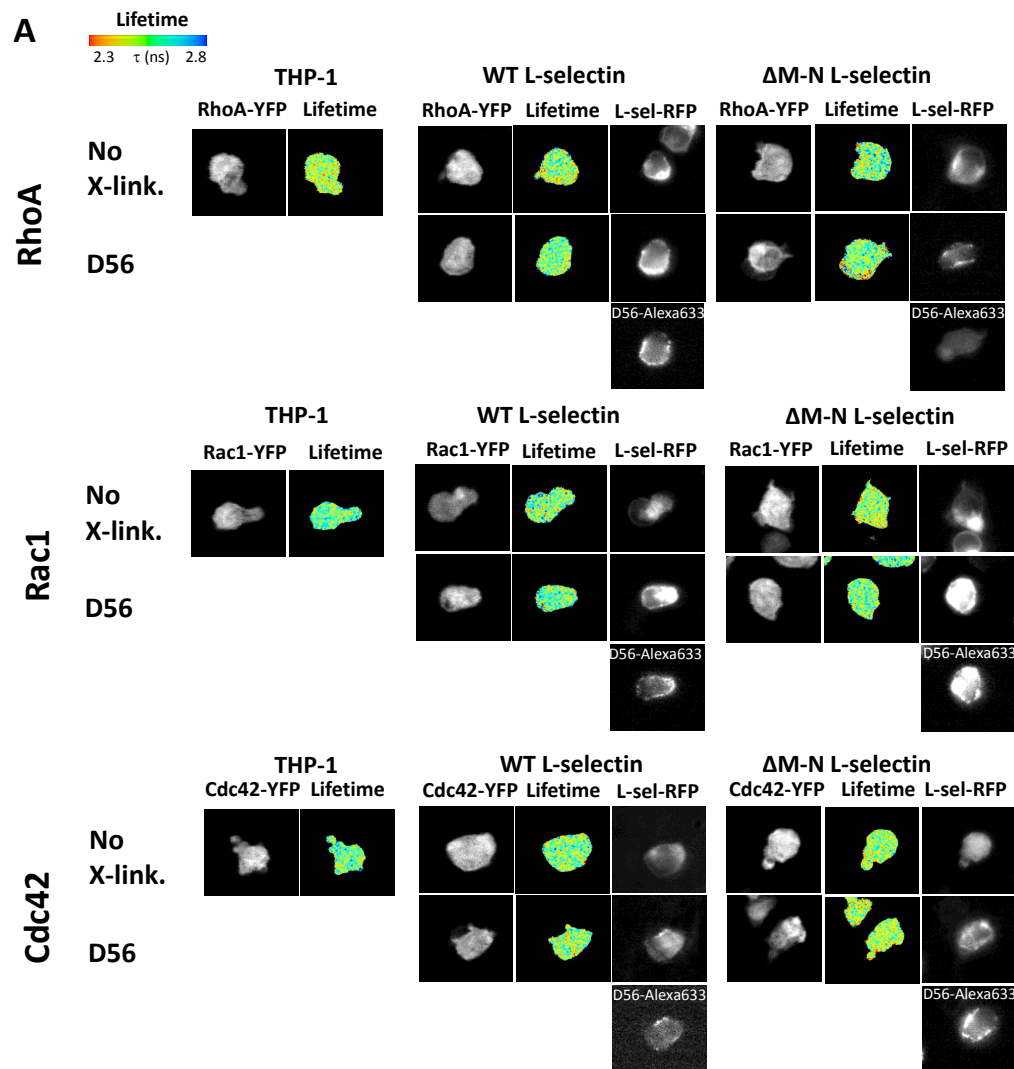 A
Lifetime
2.3 τ (ns) 2.8
THP-1 WT L-selectin ΔM-N L-selectin
RhoA-YFP Lifetime RhoA-YFP Lifetime L-sel-RFP RhoA-YFP Lifetime L-sel-RFP
RhoA
No
X-link.
D56
D56-Alexa633 D56-Alexa633
THP-1 WT L-selectin ΔM-N L-selectin
Rac1-YFP Lifetime Rac1-YFP Lifetime L-sel-RFP Rac1-YFP Lifetime L-sel-RFP
Rac1
No
X-link.
D56
D56-Alexa633 D56-Alexa633
THP-1 WT L-selectin ΔM-N L-selectin
Cdc42-YFP Lifetime Cdc42-YFP Lifetime L-sel-RFP Cdc42-YFP Lifetime L-sel-RFP
Cdc42
No
X-link.
D56
D56-Alexa633 D56-Alexa633